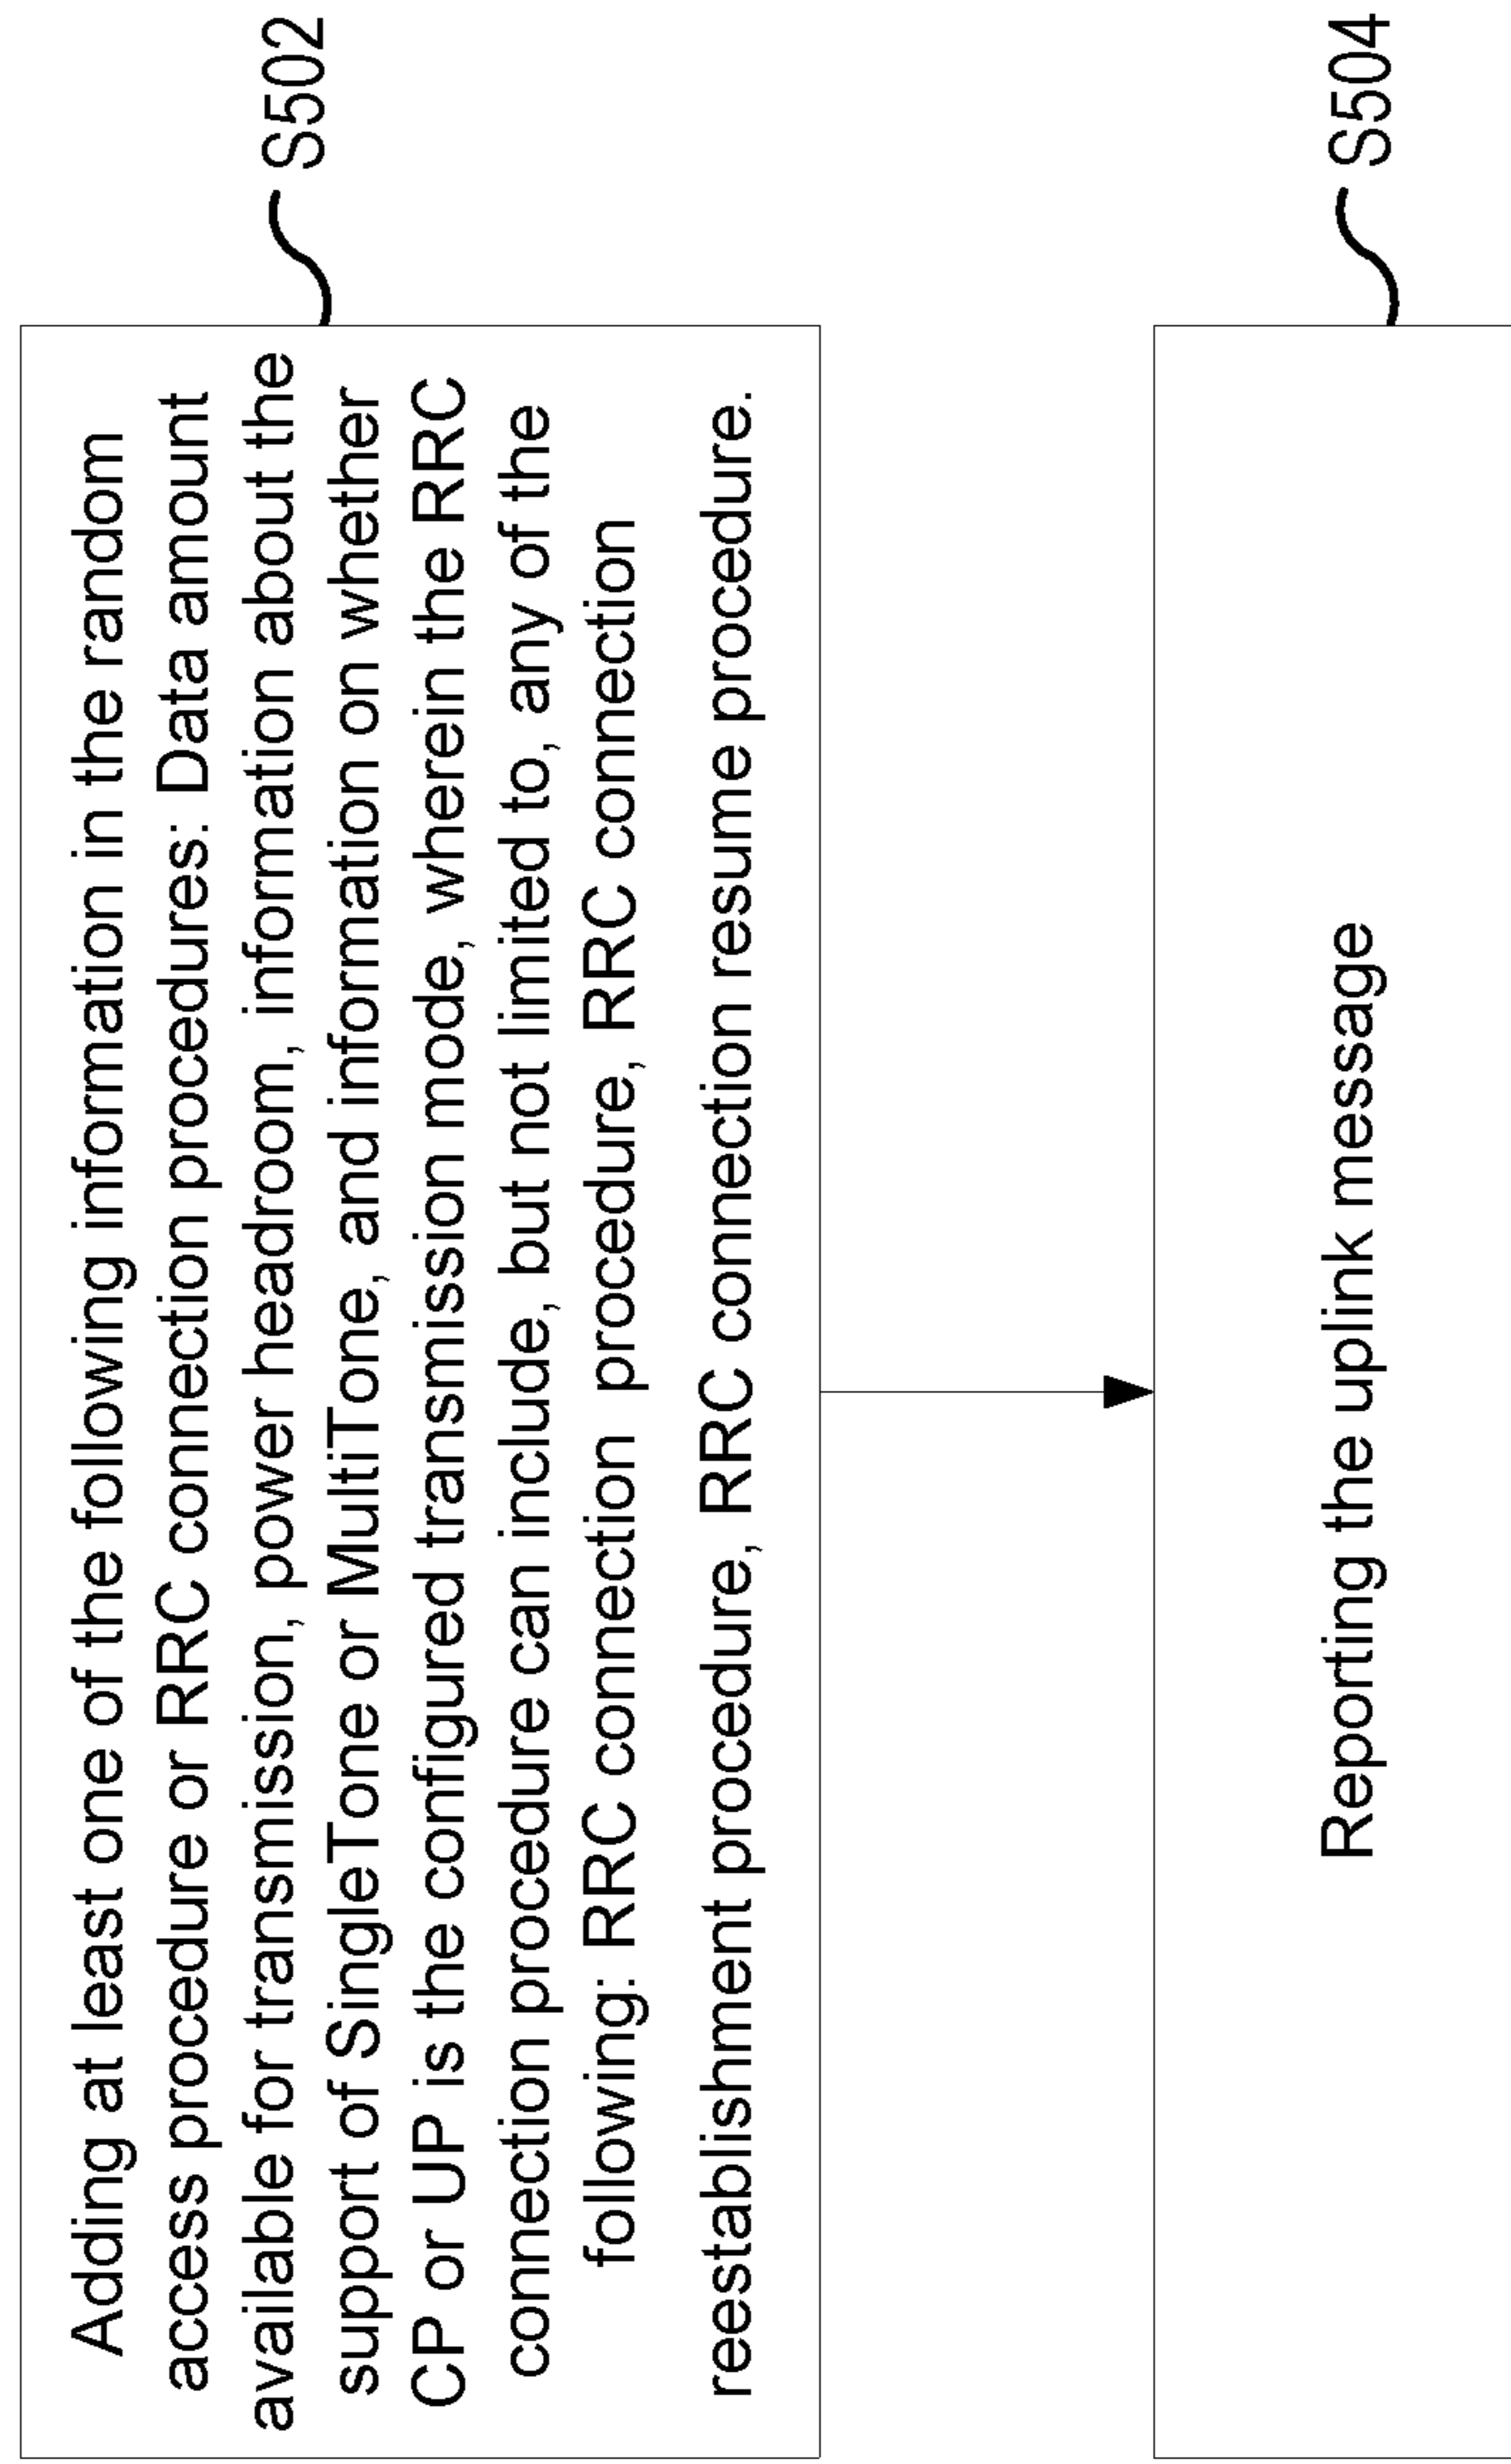 Adding at least one of the following information in the random
access procedure or RRC connection procedures: Data amount
available for transmission, power headroom, information about the
support of SingleTone or MultiTone, and information on whether
CP or UP is the configured transmission mode, wherein the RRC
connection procedure can include, but not limited to, any of the
following: RRC connection procedure, RRC connection
reestablishment procedure, RRC connection resume procedure.
S502
Reporting the uplink message
S504